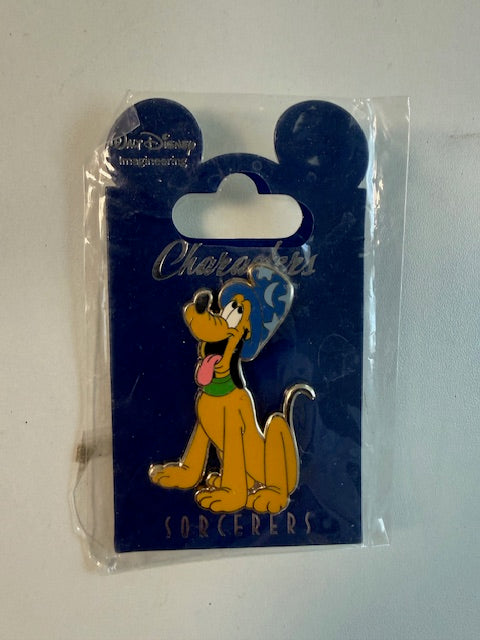 Walt Disney
Imagineering
Characters
SORCERERS